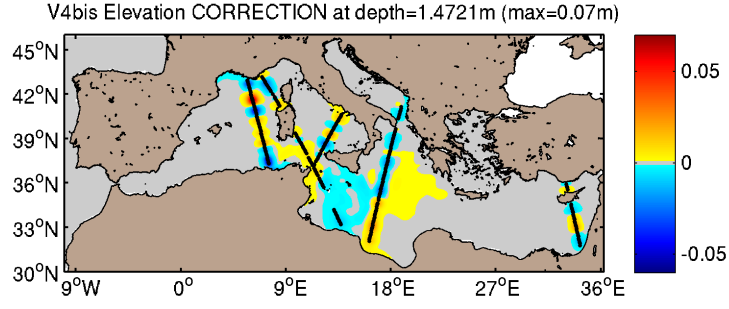 V4bis Elevation CORRECTION at depth=1.4721m (max=0.07m)
45°N
42°N
39°N
36°N
33°N
30°N
9°W
0°
9°E
18°E
27°E
36°E
0.05
0
-0.05